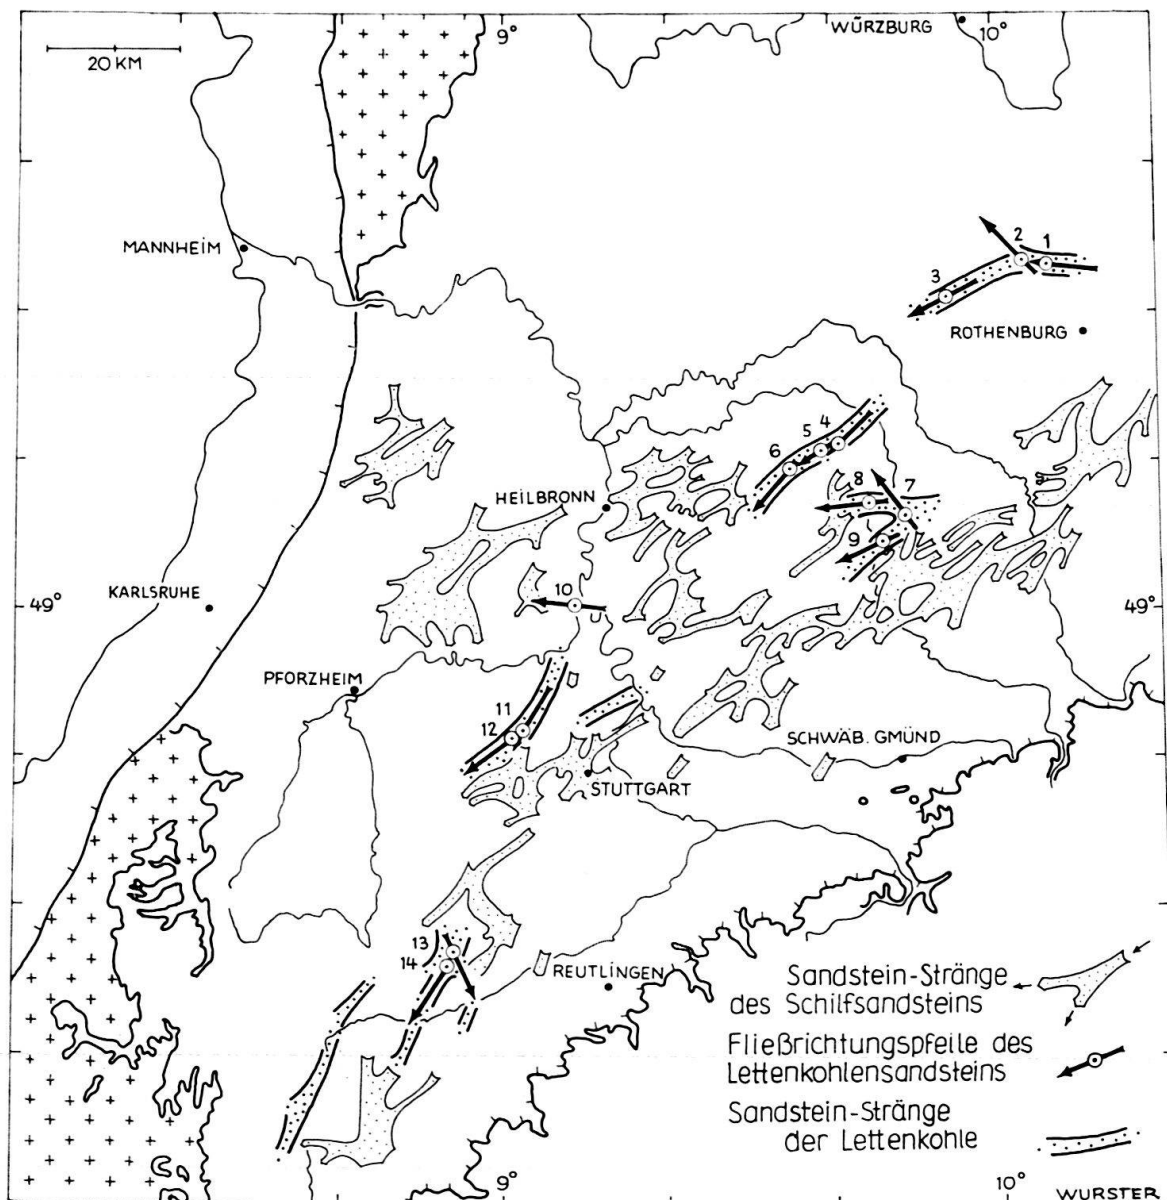 9°
WÜRZBURG
10°
20 KM
MANNHEIM
2
1
3
ROTHENBURG
4
5
6
8
7
HEILBRONN
9
10
KARLSRUHE
49°
49°
PFORZHEIM
11
12
SCHWÄB. GMÜND
STUTTGART
13
14
REUTLINGEN
Sandstein-Stränge
des Schilfsandsteins
Fließrichtungspfeile des
Lettenkohlensandsteins
Sandstein-Stränge
der Lettenkohle
9°
10°
WURSTER